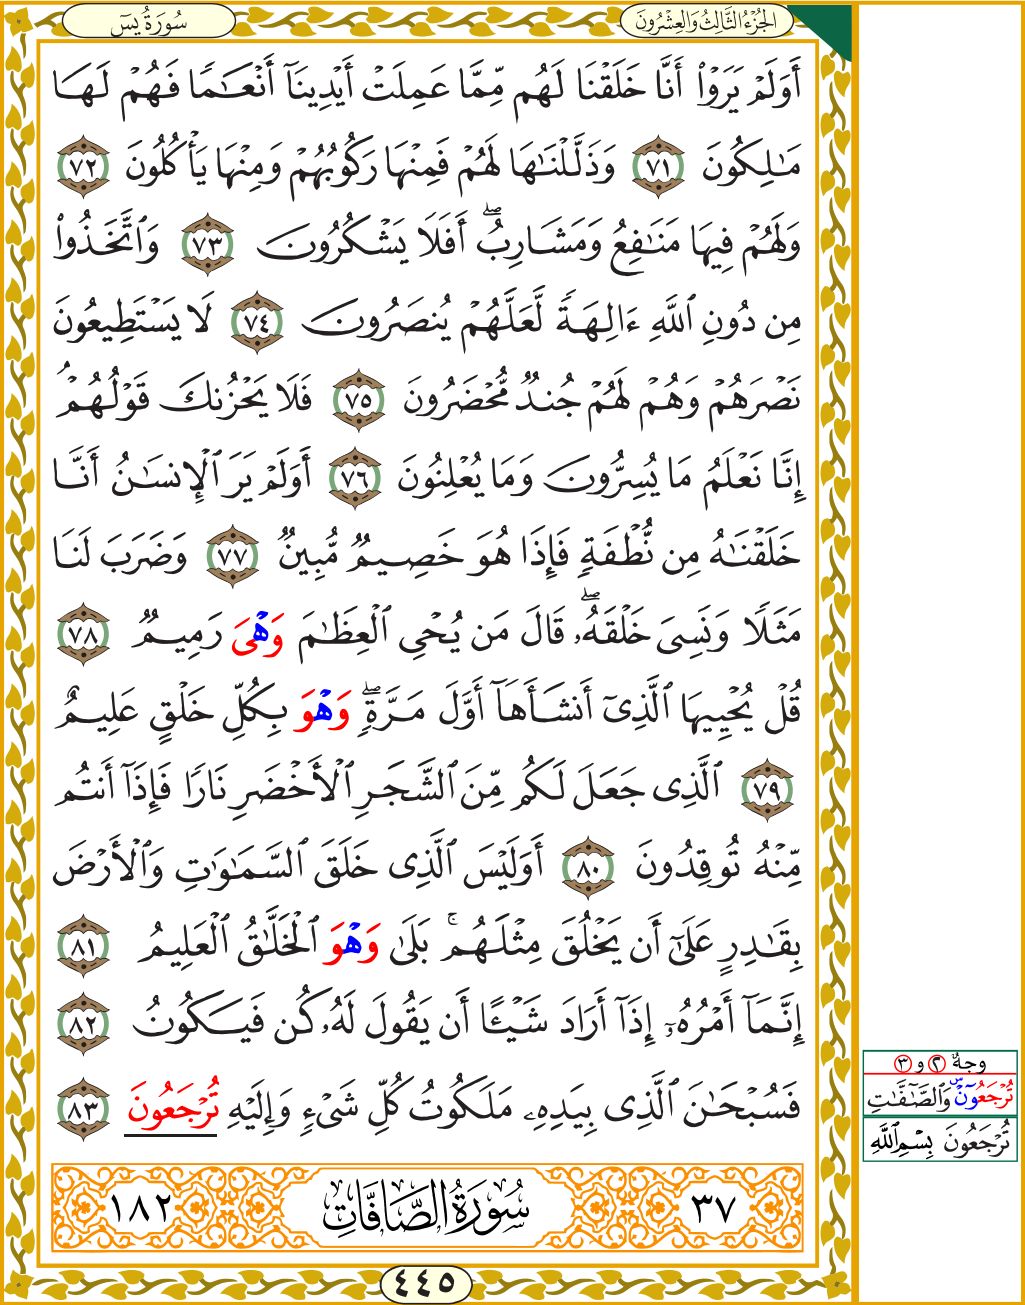 سُورَةُ يسٓ
الجُزْءُ الثَّالِثُ وَالعِشْرُونَ
أَوَلَمْ يَرَوْا۟ أَنَّا خَلَقْنَا لَهُم مِّمَّا عَمِلَتْ أَيْدِينَآ أَنْعَـٰمًا فَهُمْ لَهَا
مَـٰلِكُونَ ٧١ وَذَلَّلْنَـٰهَا لَهُمْ فَمِنْهَا رَكُوبُهُمْ وَمِنْهَا يَأْكُلُونَ ٧٢
وَلَهُمْ فِيهَا مَنَـٰفِعُ وَمَشَارِبُ ۖ أَفَلَا يَشْكُرُونَ ٧٣ وَٱتَّخَذُوا۟
مِن دُونِ ٱللَّهِ ءَالِهَةً لَّعَلَّهُمْ يُنصَرُونَ ٧٤ لَا يَسْتَطِيعُونَ
نَصْرَهُمْ وَهُمْ لَهُمْ جُندٌ مُّحْضَرُونَ ٧٥ فَلَا يَحْزُنكَ قَوْلُهُمْ ۘ
إِنَّا نَعْلَمُ مَا يُسِرُّونَ وَمَا يُعْلِنُونَ ٧٦ أَوَلَمْ يَرَ ٱلْإِنسَـٰنُ أَنَّا
خَلَقْنَـٰهُ مِن نُّطْفَةٍ فَإِذَا هُوَ خَصِيمٌ مُّبِينٌ ٧٧ وَضَرَبَ لَنَا
مَثَلًا وَنَسِىَ خَلْقَهُۥ ۖ قَالَ مَن يُحْىِ ٱلْعِظَـٰمَ وَهْىَ رَمِيمٌ ٧٨
قُلْ يُحْيِيهَا ٱلَّذِىٓ أَنشَأَهَآ أَوَّلَ مَرَّةٍ ۖ وَهْوَ بِكُلِّ خَلْقٍ عَلِيمٌ
٧٩ ٱلَّذِى جَعَلَ لَكُم مِّنَ ٱلشَّجَرِ ٱلْأَخْضَرِ نَارًا فَإِذَآ أَنتُم
مِّنْهُ تُوقِدُونَ ٨٠ أَوَلَيْسَ ٱلَّذِى خَلَقَ ٱلسَّمَـٰوَٰتِ وَٱلْأَرْضَ
بِقَـٰدِرٍ عَلَىٰٓ أَن يَخْلُقَ مِثْلَهُم ۚ بَلَىٰ وَهْوَ ٱلْخَلَّـٰقُ ٱلْعَلِيمُ ٨١
إِنَّمَآ أَمْرُهُۥٓ إِذَآ أَرَادَ شَيْـًٔا أَن يَقُولَ لَهُۥ كُن فَيَكُونُ ٨٢
فَسُبْحَـٰنَ ٱلَّذِى بِيَدِهِۦ مَلَكُوتُ كُلِّ شَىْءٍ وَإِلَيْهِ تُرْجَعُونَ ٨٣
٣٧ سُورَةُ الصَّافَّاتِ ١٨٢
٤٤٥
وجهٌ ٢ و ٣
تُرْجَعُونَ ۜ وَٱلصَّـٰٓفَّـٰتِ
تُرْجَعُونَ بِسْمِ ٱللَّهِ